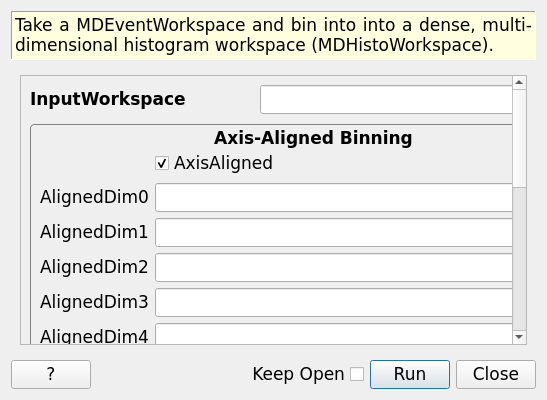 Take a MDEventWorkspace and bin into into a dense, multi-
dimensional histogram workspace (MDHistoWorkspace).
InputWorkspace
Axis-Aligned Binning
AxisAligned
AlignedDim0
AlignedDim1
AlignedDim2
AlignedDim3
AlignedDim4
? Keep Open Run Close